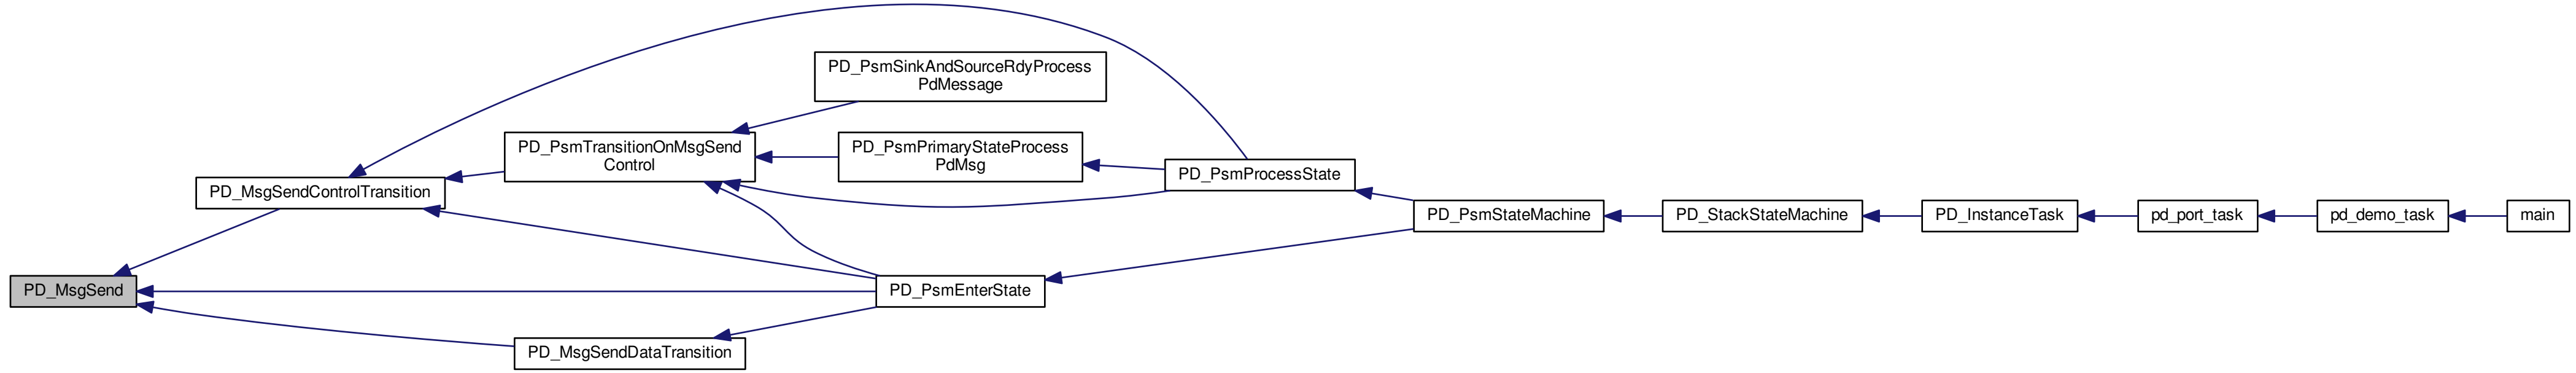 PD_PsmSinkAndSourceRdyProcess
PdMessage
PD_PsmTransitionOnMsgSend
Control
PD_PsmPrimaryStateProcess
PdMsg
PD_PsmProcessState
PD_MsgSendControlTransition
PD_PsmStateMachine
PD_StackStateMachine
PD_InstanceTask
pd_port_task
pd_demo_task
main
PD_MsgSend
PD_PsmEnterState
PD_MsgSendDataTransition